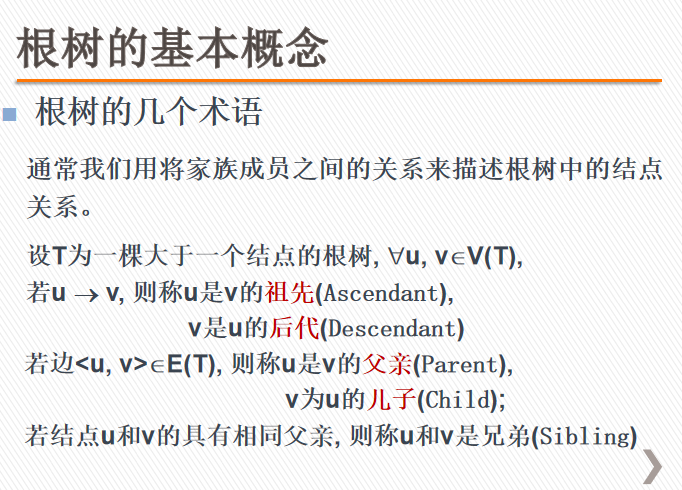 根树的基本概念
根树的几个术语
通常我们用将家族成员之间的关系来描述根树中的结点
关系。
设T为一棵大于一个结点的根树, ∀u, v∈V(T),
若u → v, 则称u是v的祖先(Ascendant),
v是u的后代(Descendant)
若边<u, v>∈E(T), 则称u是v的父亲(Parent),
v为u的儿子(Child);
若结点u和v的具有相同父亲, 则称u和v是兄弟(Sibling)